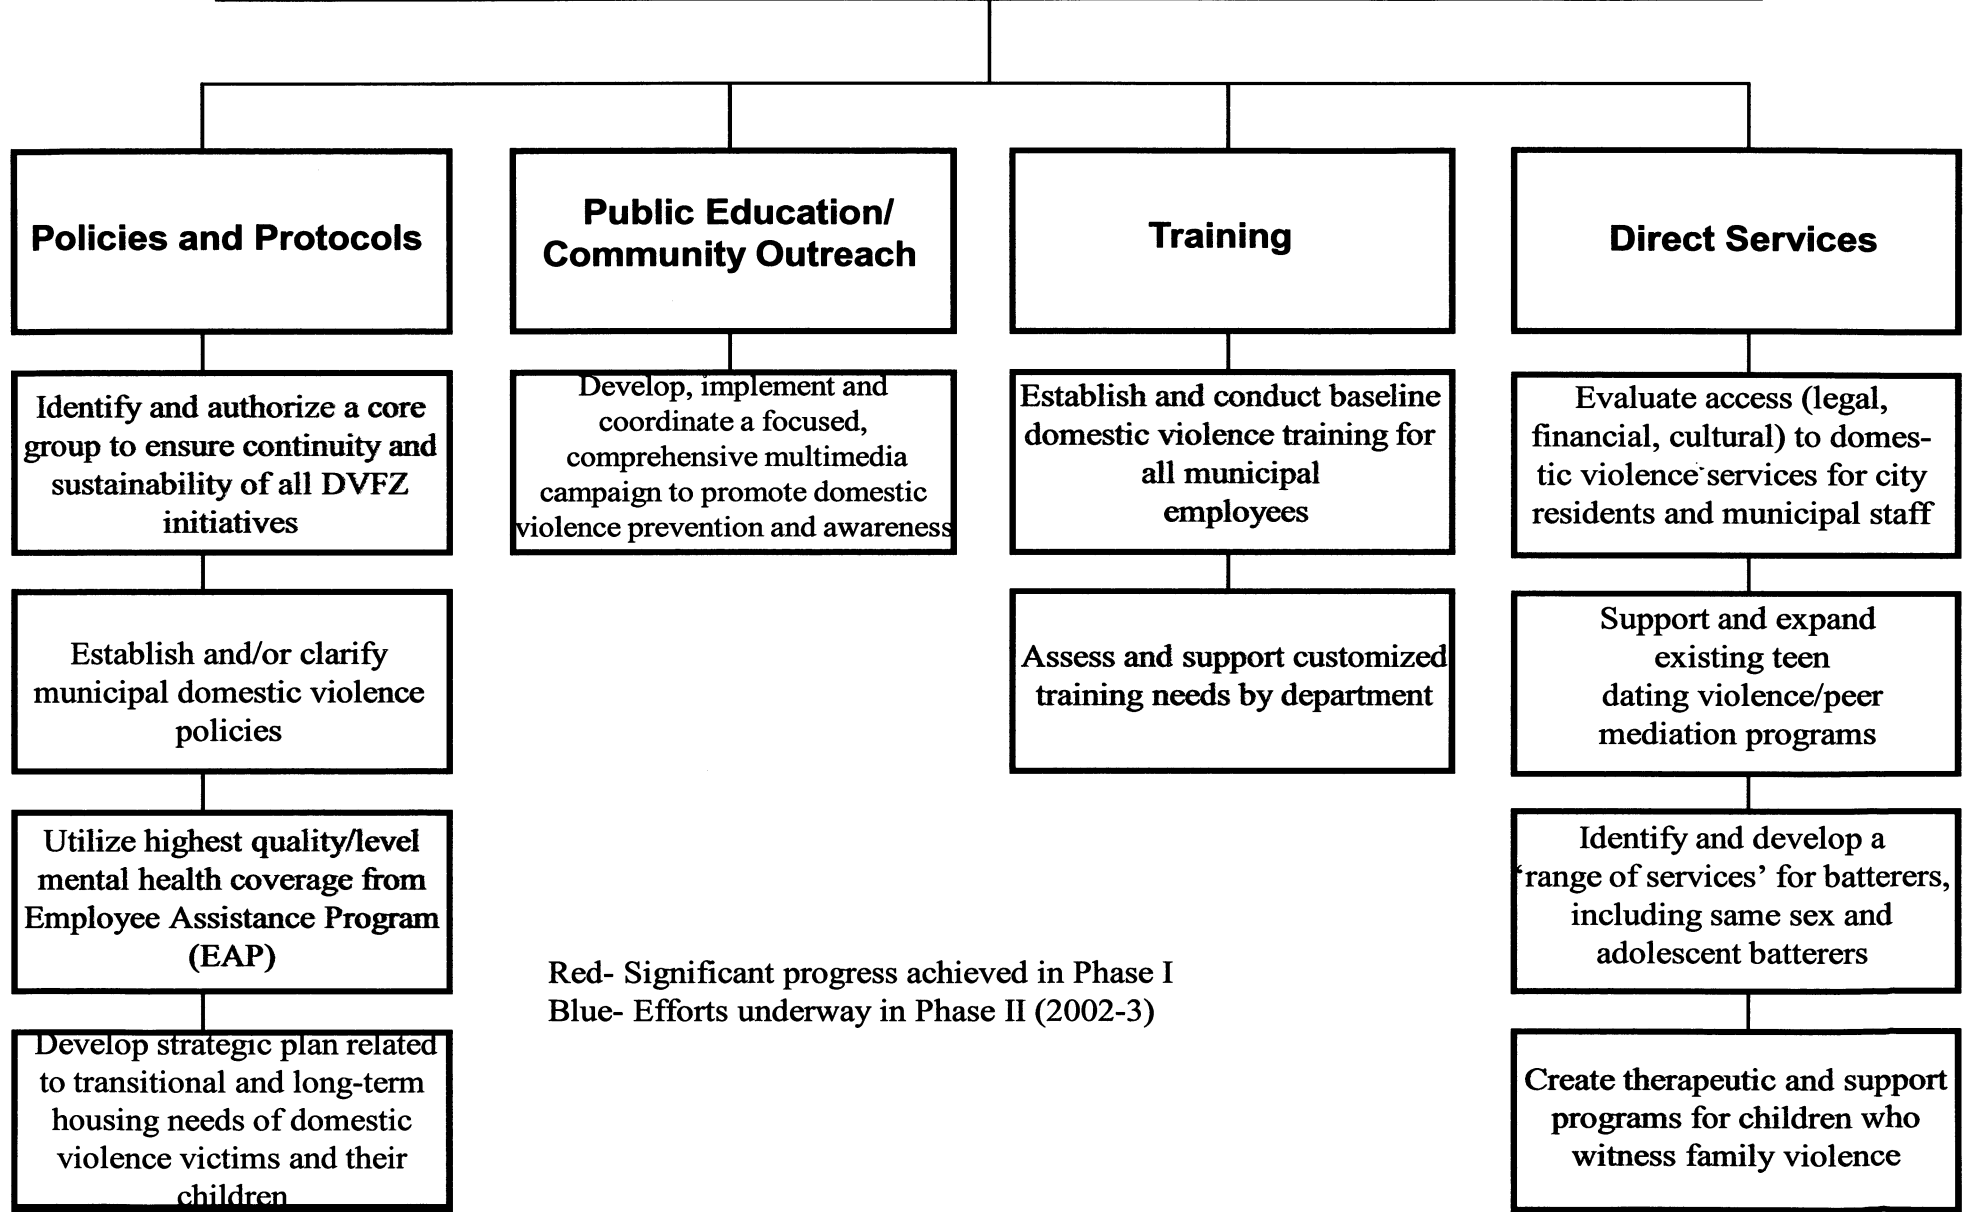 Policies and Protocols
Identify and authorize a core
group to ensure continuity and
sustainability of all DVFZ
initiatives
Establish and/or clarify
municipal domestic violence
policies
Utilize highest quality/level
mental health coverage from
Employee Assistance Program
(EAP)
Develop strategic plan related
to transitional and long-term
housing needs of domestic
violence victims and their
children
Public Education/
Community Outreach
Develop, implement and
coordinate a focused,
comprehensive multimedia
campaign to promote domestic
violence prevention and awareness
Training
Establish and conduct baseline
domestic violence training for
all municipal
employees
Assess and support customized
training needs by department
Direct Services
Evaluate access (legal,
financial, cultural) to domes-
tic violence services for city
residents and municipal staff
Support and expand
existing teen
dating violence/peer
mediation programs
Identify and develop a
‘range of services’ for batterers,
including same sex and
adolescent batterers
Create therapeutic and support
programs for children who
witness family violence
Red- Significant progress achieved in Phase I
Blue- Efforts underway in Phase II (2002-3)